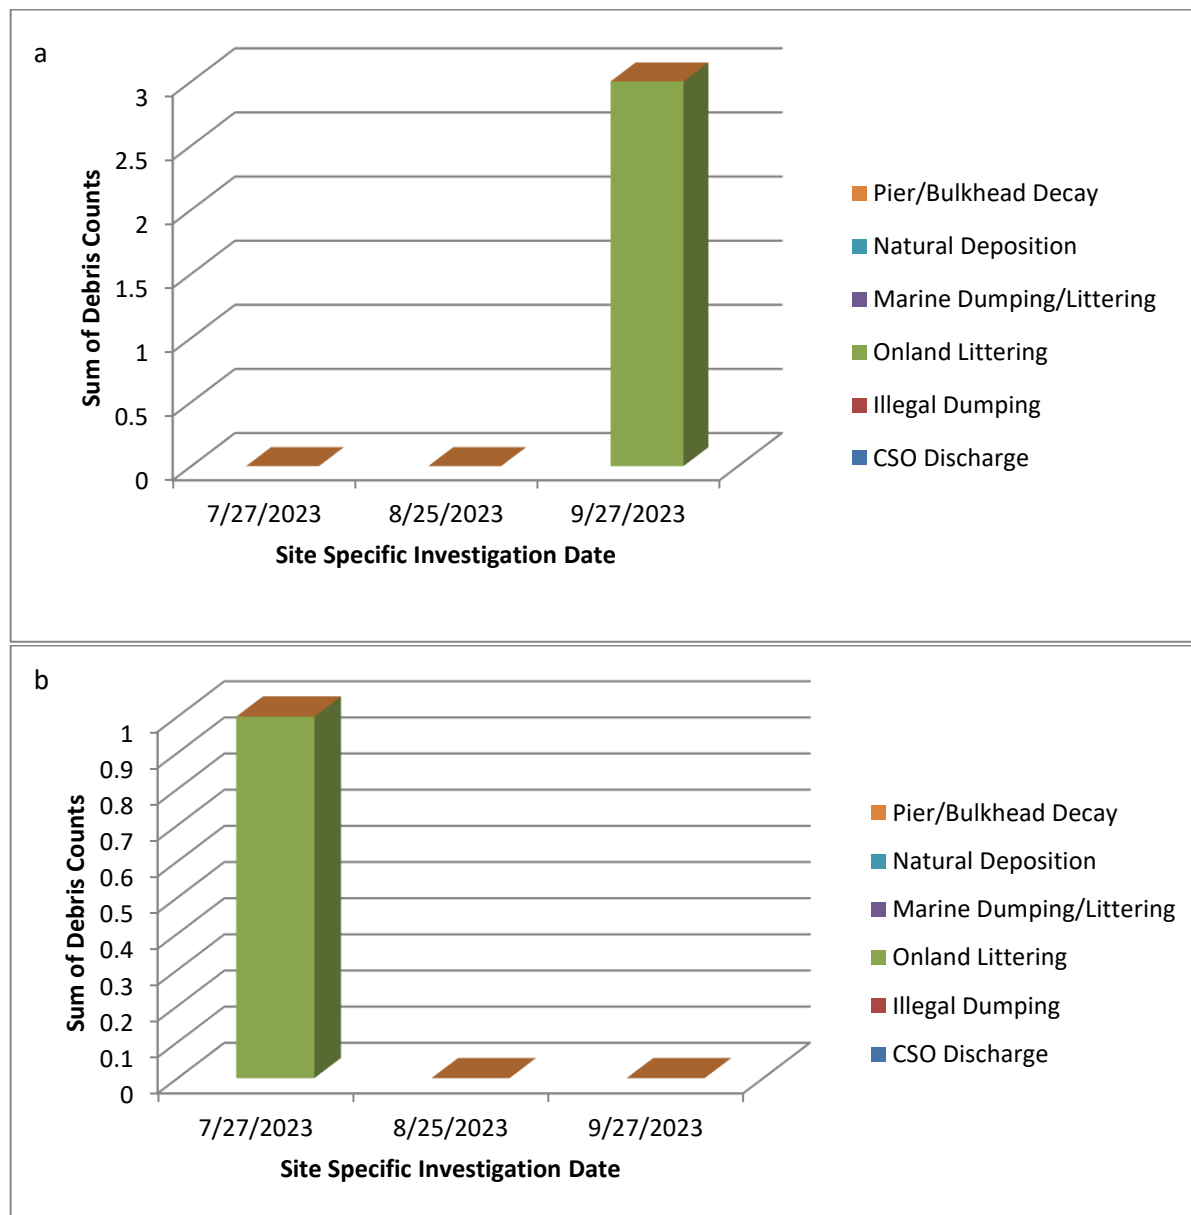 a
3
2.5
2
1.5
1
0.5
0
Sum of Debris Counts
7/27/2023 8/25/2023 9/27/2023
Site Specific Investigation Date
Pier/Bulkhead Decay
Natural Deposition
Marine Dumping/Littering
Onland Littering
Illegal Dumping
CSO Discharge
b
1
0.9
0.8
0.7
0.6
0.5
0.4
0.3
0.2
0.1
0
Sum of Debris Counts
7/27/2023 8/25/2023 9/27/2023
Site Specific Investigation Date
Pier/Bulkhead Decay
Natural Deposition
Marine Dumping/Littering
Onland Littering
Illegal Dumping
CSO Discharge